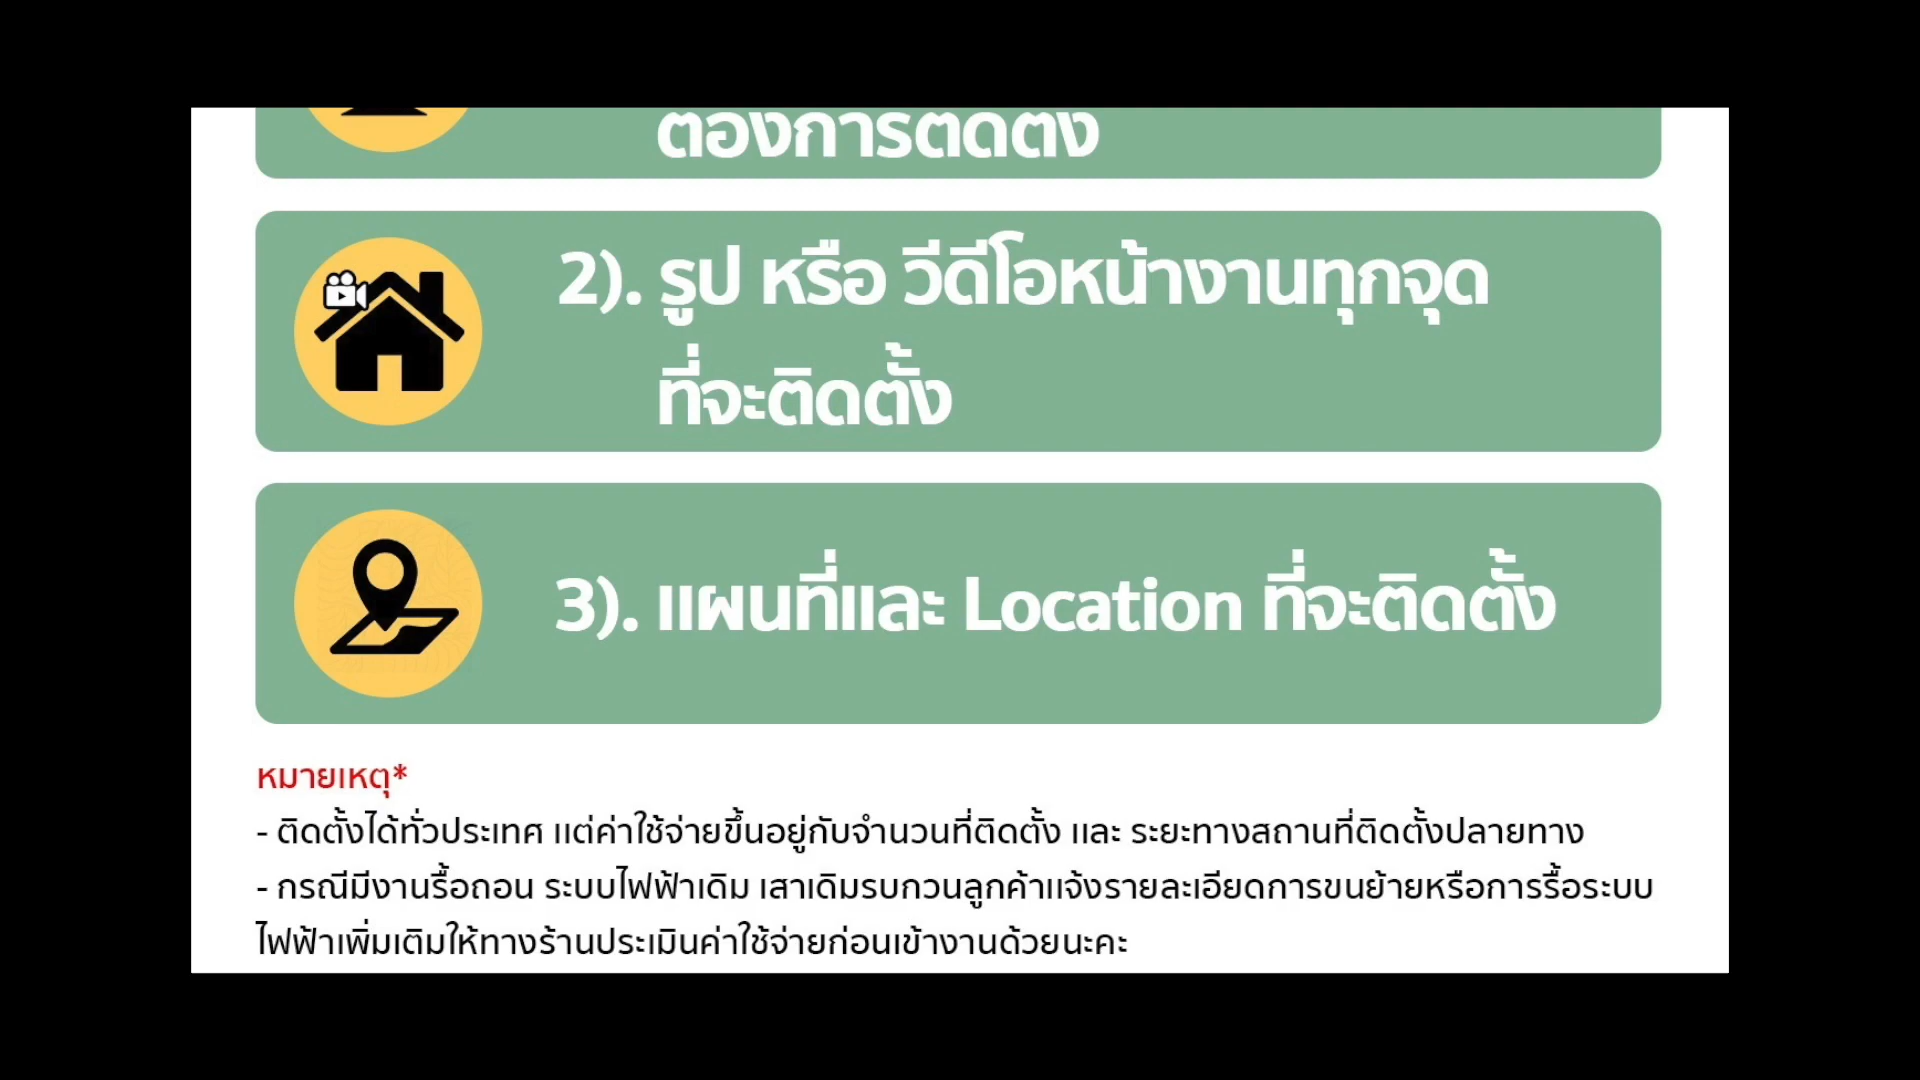 ต้องการติดตั้ง
2). รูป หรือ วีดีโอหน้างานทุกจุด
ที่จะติดตั้ง
3). แผนที่และ Location ที่จะติดตั้ง
หมายเหตุ*
- ติดตั้งได้ทั่วประเทศ แต่ค่าใช้จ่ายขึ้นอยู่กับจำนวนที่ติดตั้ง และ ระยะทางสถานที่ติดตั้งปลายทาง
- กรณีมีงานรื้อถอน ระบบไฟฟ้าเดิม เสาเดิมรบกวนลูกค้าแจ้งรายละเอียดการขนย้ายหรือการรื้อระบบ
ไฟฟ้าเพิ่มเติมให้ทางร้านประเมินค่าใช้จ่ายก่อนเข้างานด้วยนะคะ